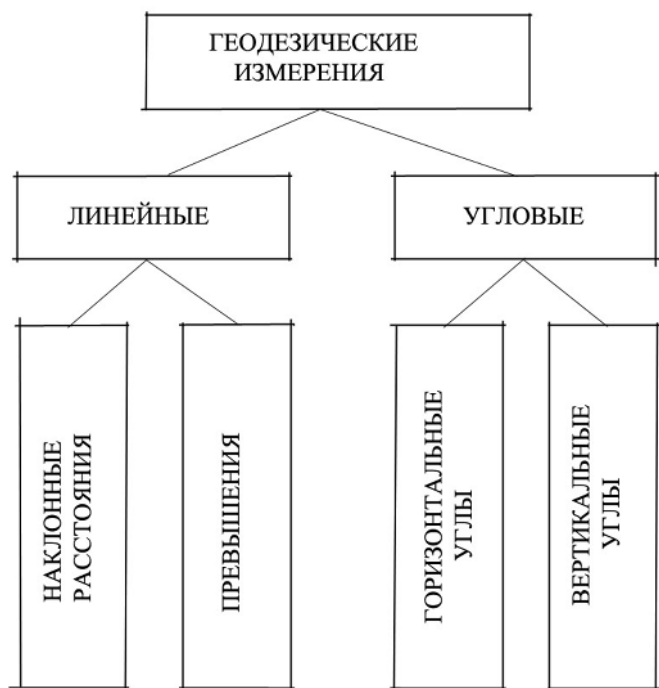 ГЕОДЕЗИЧЕСКИЕ
ИЗМЕРЕНИЯ
ЛИНЕЙНЫЕ
УГЛОВЫЕ
НАКЛОННЫЕ
РАССТОЯНИЯ
ПРЕВЫШЕНИЯ
ГОРИЗОНТАЛЬНЫЕ
УГЛЫ
ВЕРТИКАЛЬНЫЕ
УГЛЫ